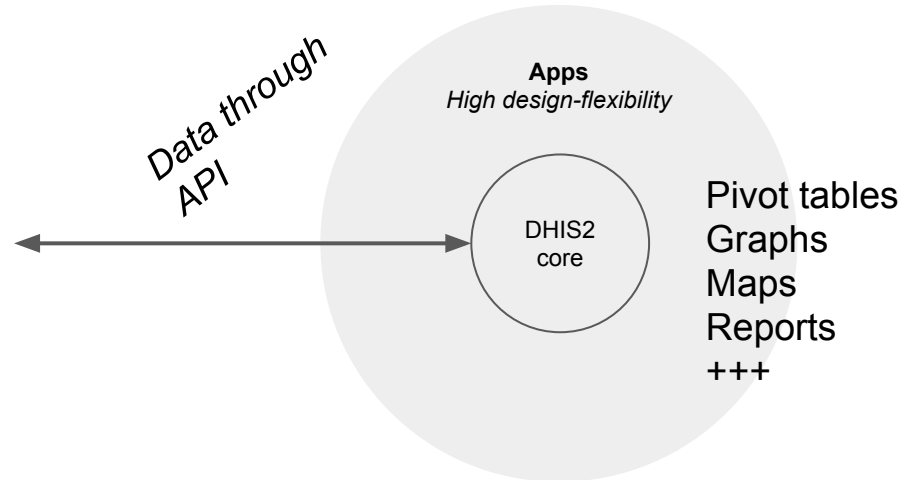 Data through
API
Apps
High design-flexibility
DHIS2
core
Pivot tables
Graphs
Maps
Reports
+++